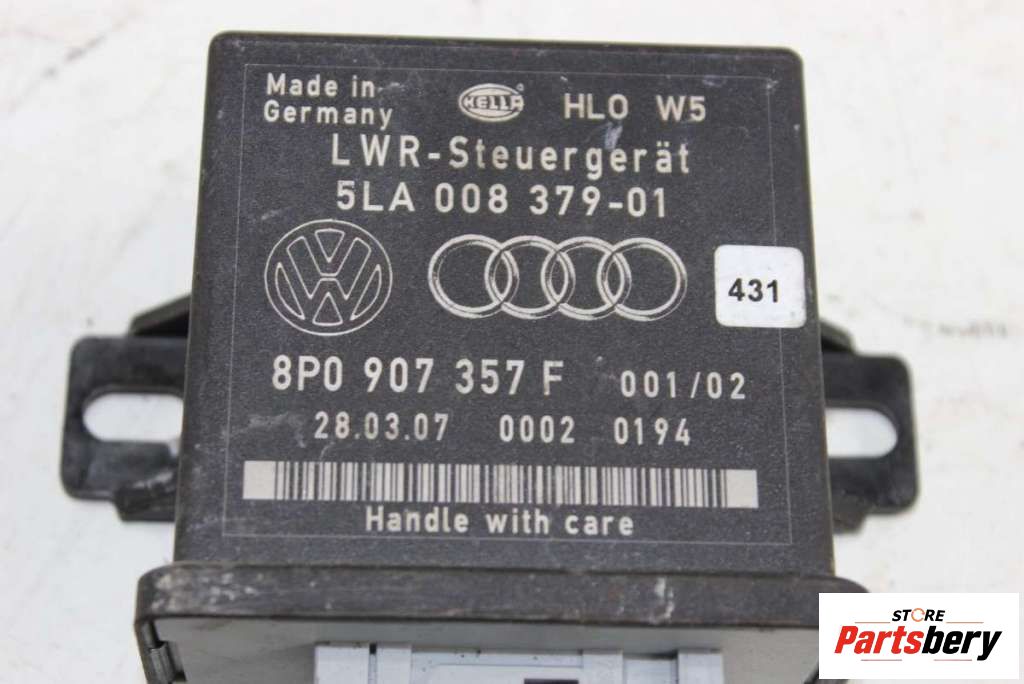 Made in
Germany
HELLA
HLO W5
LWR-Steuergerät
5LA 008 379-01
431
8P0 907 357 F 001/02
28.03.07 0002 0194
Handle with care
STORE
Partsbery